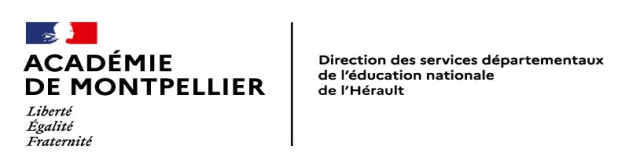 ACADÉMIE
DE MONTPELLIER
Liberté
Égalité
Fraternité
Direction des services départementaux
de l'éducation nationale
de l'Hérault